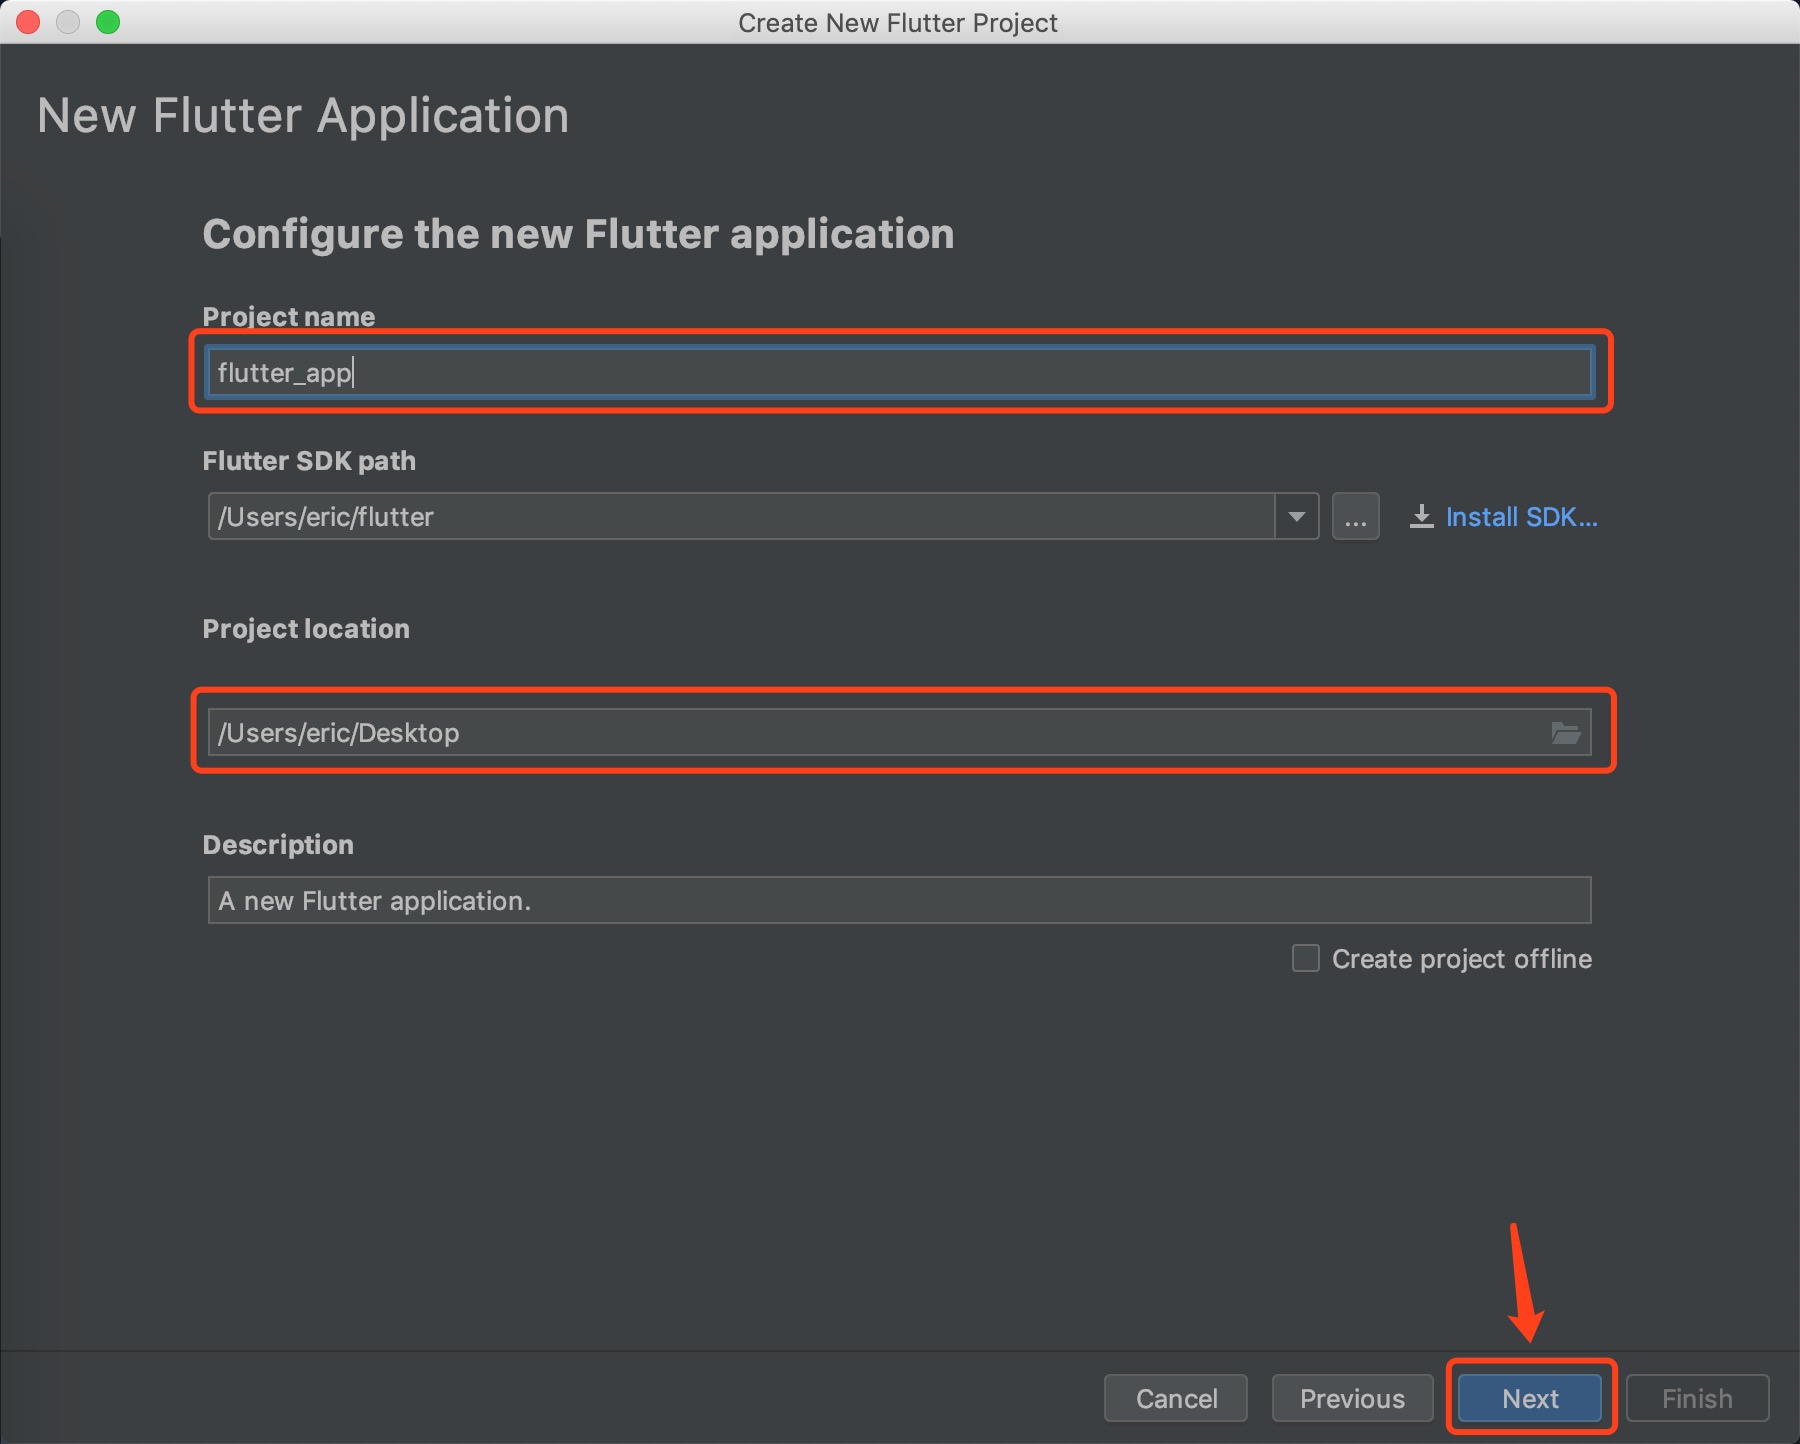 Create New Flutter Project
New Flutter Application
Configure the new Flutter application
Project name
flutter_app
Flutter SDK path
/Users/eric/flutter
...
Install SDK...
Project location
/Users/eric/Desktop
Description
A new Flutter application.
Create project offline
Cancel
Previous
Next
Finish